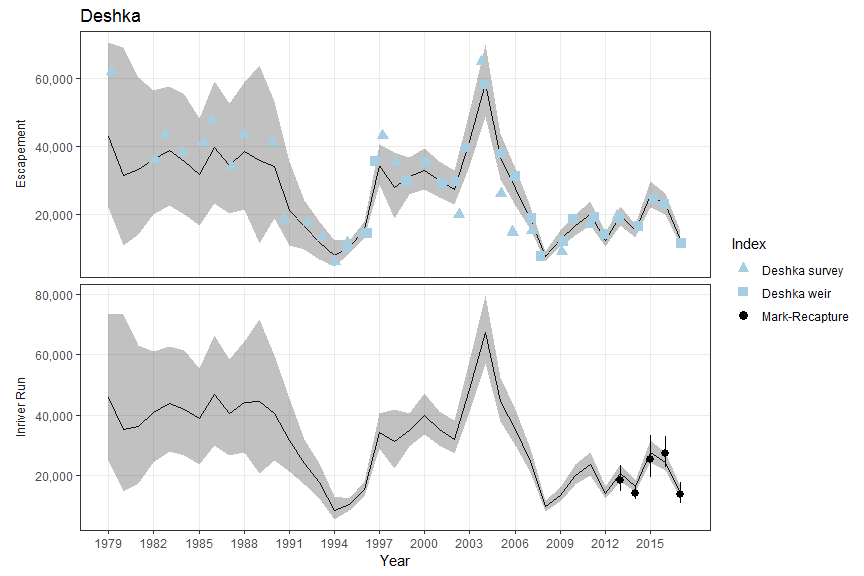 Deshka
Escapement
60,000
40,000
20,000
Inriver Run
80,000
60,000
40,000
20,000
1979 1982 1985 1988 1991 1994 1997 2000 2003 2006 2009 2012 2015
Year
Index
Deshka survey
Deshka weir
Mark-Recapture